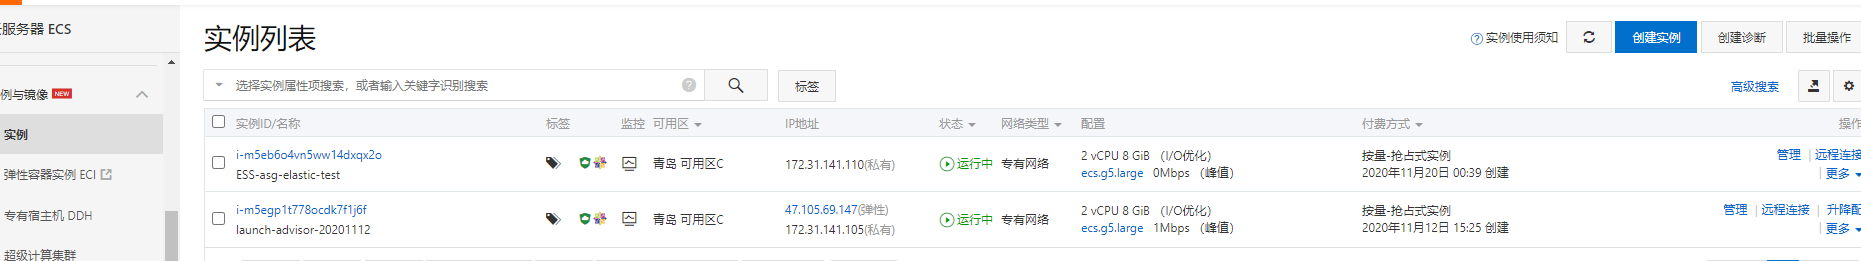 服务器 ECS
实例列表
实例使用须知
创建实例
创建诊断
批量操作
选择实例属性项搜索，或者输入关键字识别搜索
标签
高级搜索
例与镜像 NEW
实例
弹性容器实例 ECI
专有宿主机 DDH
超级计算集群
实例ID/名称 标签 监控 可用区 IP地址 状态 网络类型 配置 付费方式 操作
i-m5eb6o4vn5ww14dxqx2o
ESS-asg-elastic-test
青岛 可用区C
172.31.141.110(私有)
运行中
专有网络
2 vCPU 8 GiB （I/O优化）
ecs.g5.large 0Mbps （峰值）
按量-抢占式实例
2020年11月20日 00:39 创建
管理 | 远程连接
| 更多
i-m5egp1t778ocdk7f1j6f
launch-advisor-20201112
青岛 可用区C
47.105.69.147(弹性)
172.31.141.105(私有)
运行中
专有网络
2 vCPU 8 GiB （I/O优化）
ecs.g5.large 1Mbps （峰值）
按量-抢占式实例
2020年11月12日 15:25 创建
管理 | 远程连接 | 升降配
| 更多